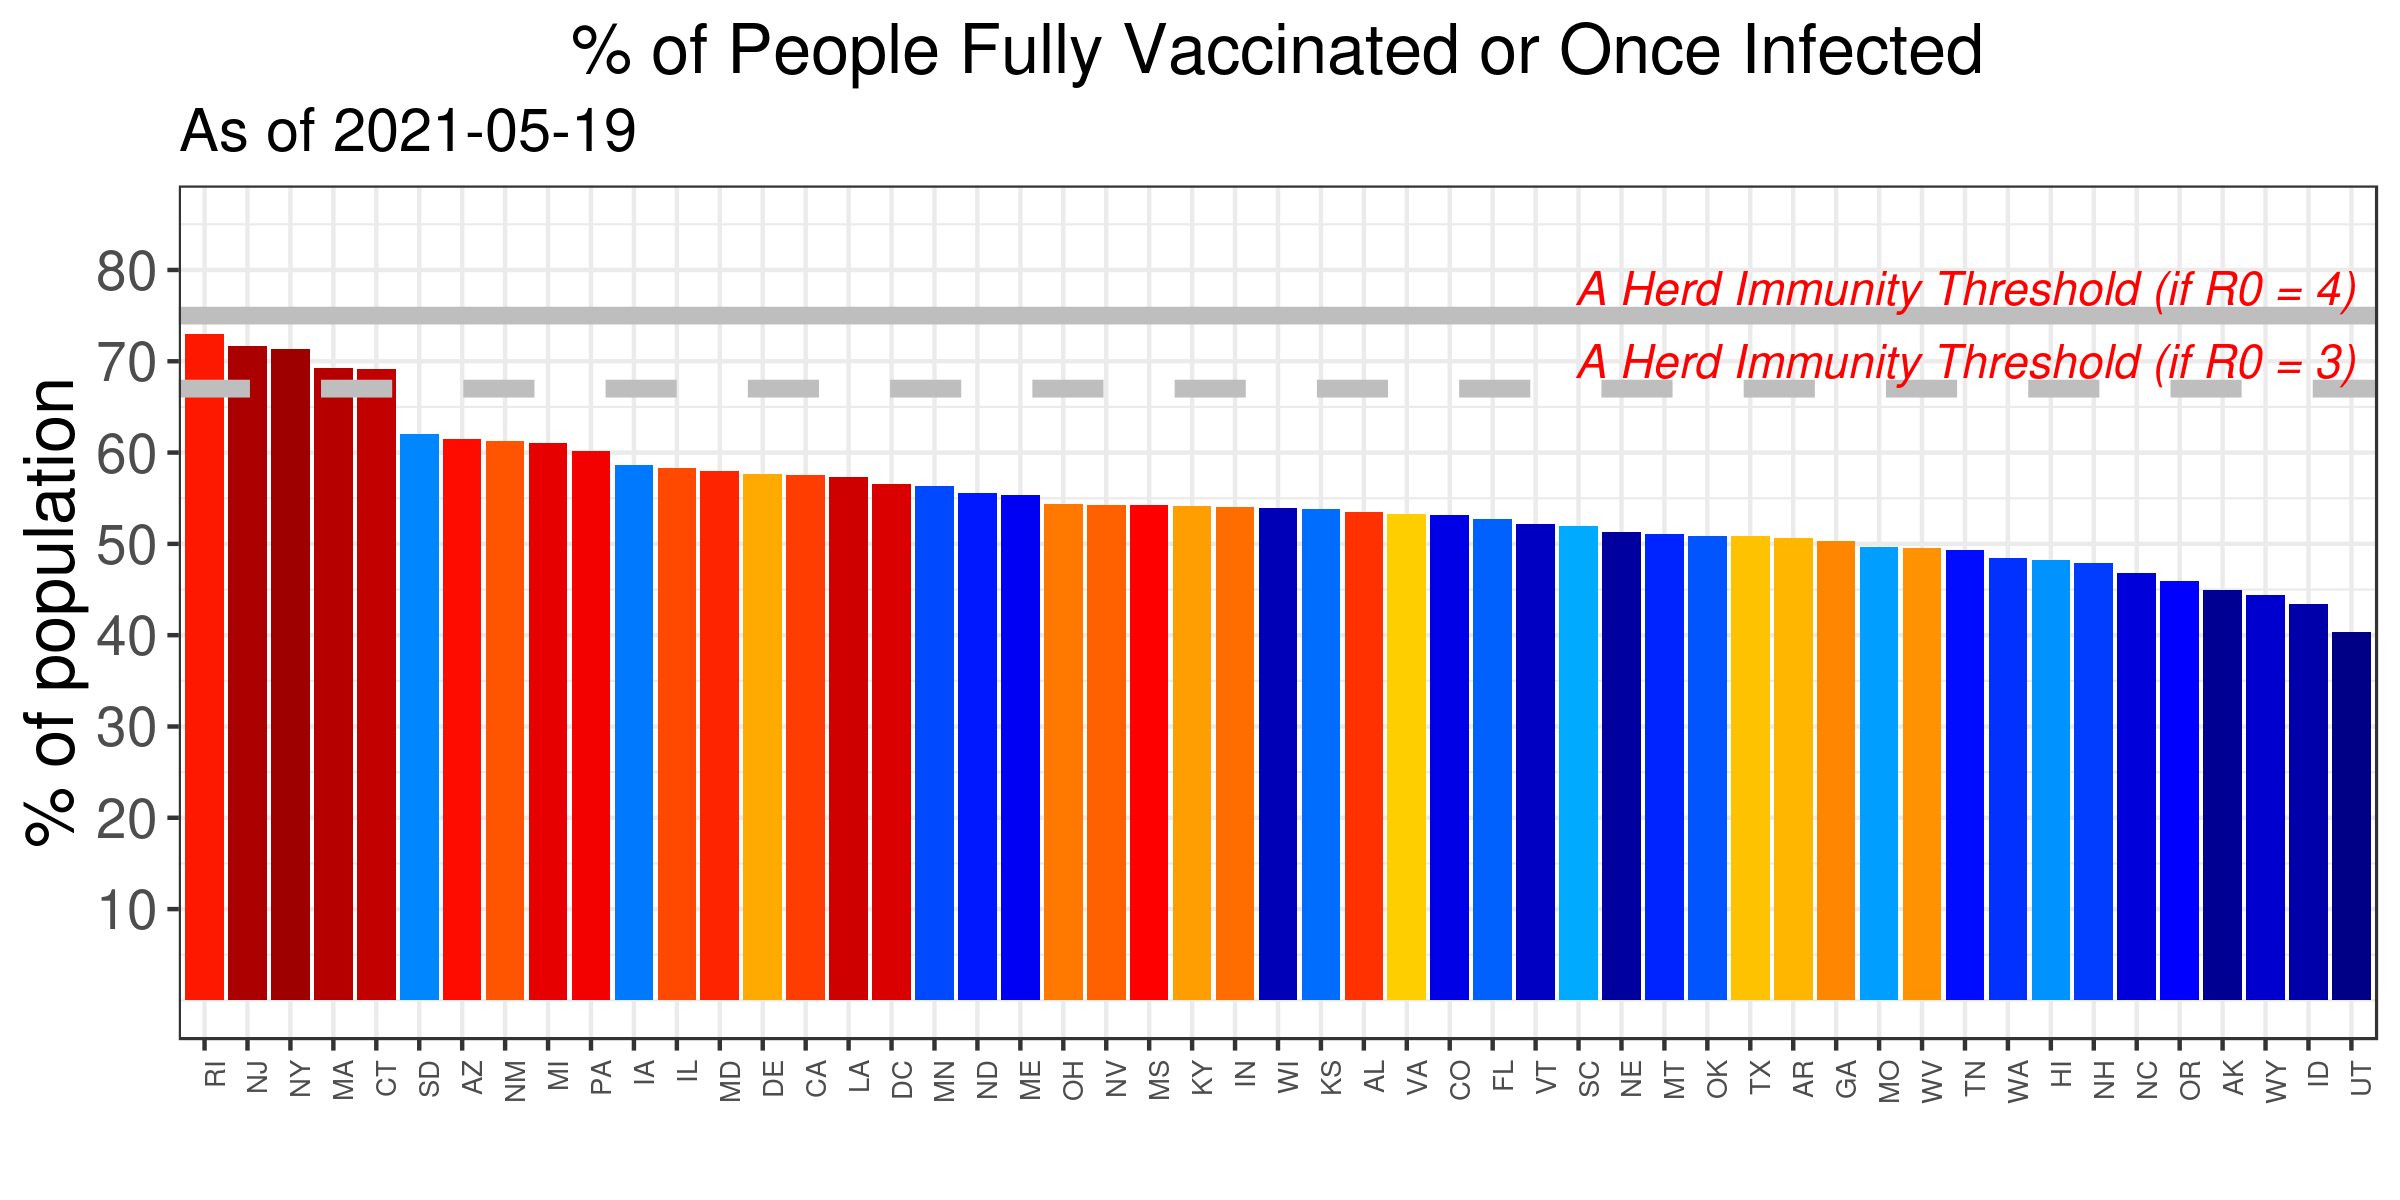 % of People Fully Vaccinated or Once Infected
As of 2021-05-19
% of population
80
70
60
50
40
30
20
10
A Herd Immunity Threshold (if R0 = 4)
A Herd Immunity Threshold (if R0 = 3)
RI NJ NY MA CT SD AZ NM MI PA IA IL MD DE CA LA DC MN ND ME OH NV MS KY IN WI KS AL VA CO FL VT SC NE MT OK TX AR GA MO WV TN WA HI NH NC OR AK WY ID UT